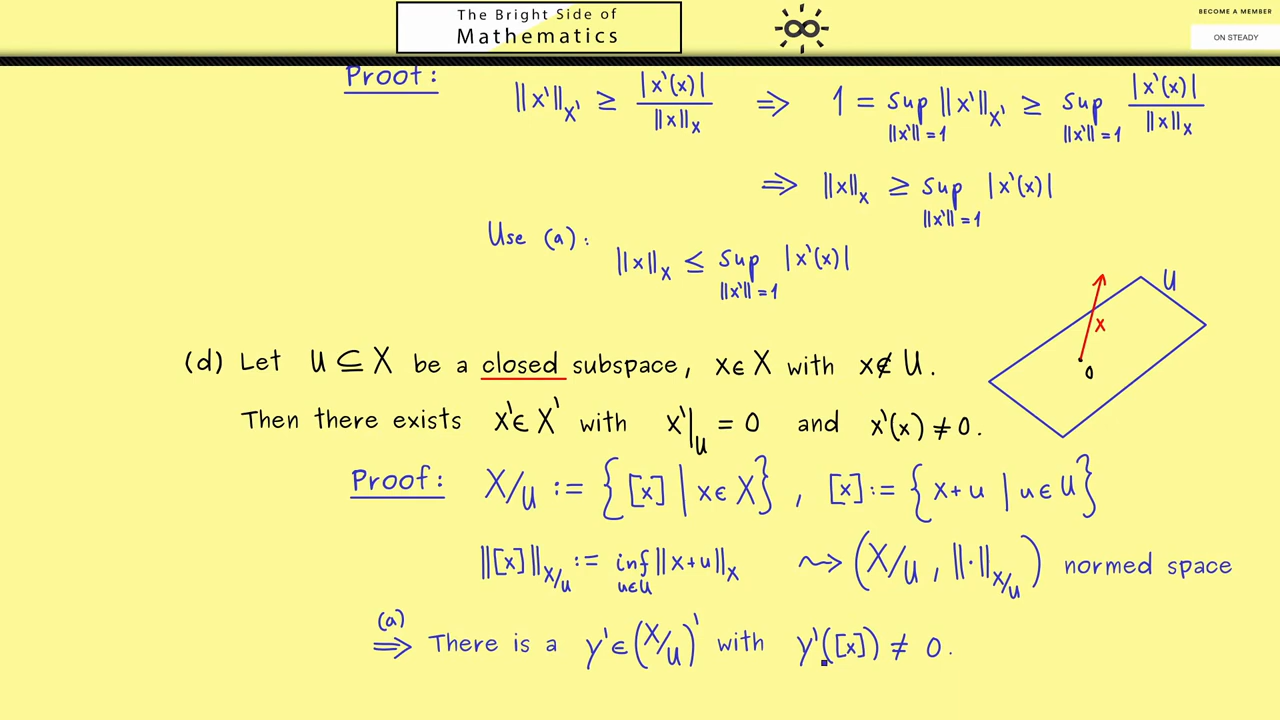 The Bright Side of
Mathematics
BECOME A MEMBER
ON STEADY
Proof: ‖x'‖_X' ≥ |x'(x)| / ‖x‖_X ⟹ 1 = sup_{‖x'‖=1} ‖x'‖_X' ≥ sup_{‖x'‖=1} |x'(x)| / ‖x‖_X
⟹ ‖x‖_X ≥ sup_{‖x'‖=1} |x'(x)|
Use (a): ‖x‖_X ≤ sup_{‖x'‖=1} |x'(x)|
U
x
0
(d) Let U ⊆ X be a closed subspace, x ∈ X with x ∉ U.
Then there exists x' ∈ X' with x'|_U = 0 and x'(x) ≠ 0.
Proof: X/U := {[x] | x ∈ X}, [x] := {x+u | u ∈ U}
‖[x]‖_{X/U} := inf_{u∈U} ‖x+u‖_X ⇝ (X/U, ‖·‖_{X/U}) normed space
(a) ⟹ There is a y' ∈ (X/U)' with y'([x]) ≠ 0.